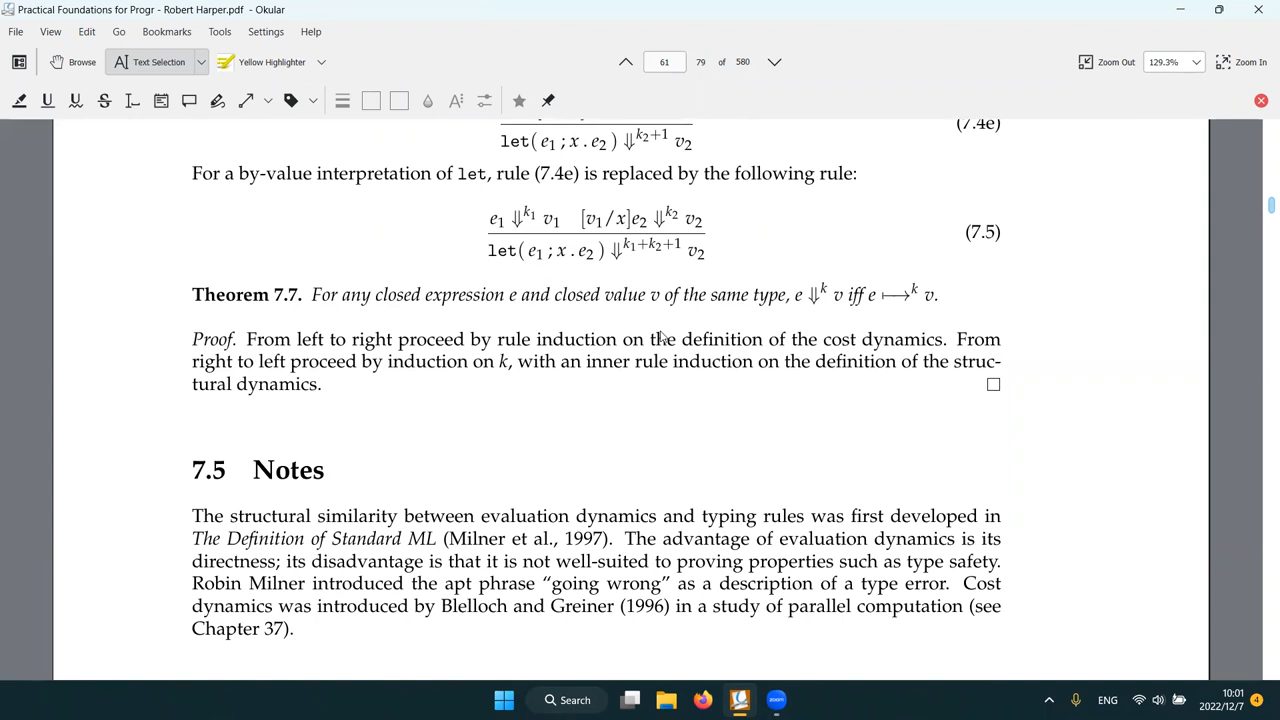 Practical Foundations for Progr - Robert Harper.pdf - Okular
File View Edit Go Bookmarks Tools Settings Help
Browse Text Selection Yellow Highlighter 61 79 of 580 Zoom Out 129.3% Zoom In
let(e₁;x.e₂) ⇓^{k₂+1} v₂ (7.4e)
For a by-value interpretation of let, rule (7.4e) is replaced by the following rule:
e₁ ⇓^{k₁} v₁ [v₁/x]e₂ ⇓^{k₂} v₂
let(e₁;x.e₂) ⇓^{k₁+k₂+1} v₂ (7.5)
Theorem 7.7. For any closed expression e and closed value v of the same type, e ⇓^k v iff e ⟼^k v.
Proof. From left to right proceed by rule induction on the definition of the cost dynamics. From
right to left proceed by induction on k, with an inner rule induction on the definition of the struc-
tural dynamics. □
7.5 Notes
The structural similarity between evaluation dynamics and typing rules was first developed in
The Definition of Standard ML (Milner et al., 1997). The advantage of evaluation dynamics is its
directness; its disadvantage is that it is not well-suited to proving properties such as type safety.
Robin Milner introduced the apt phrase “going wrong” as a description of a type error. Cost
dynamics was introduced by Blelloch and Greiner (1996) in a study of parallel computation (see
Chapter 37).
Search zoom ENG 10:01
2022/12/7 4